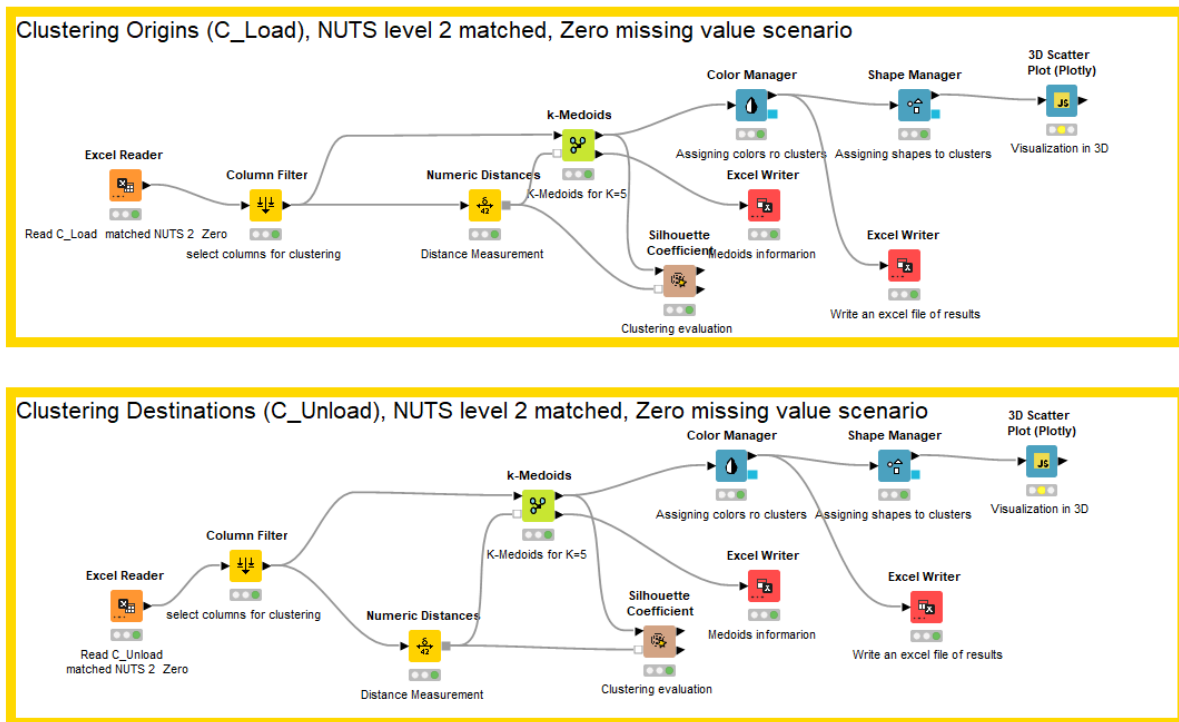 Clustering Origins (C_Load), NUTS level 2 matched, Zero missing value scenario
3D Scatter
Plot (Plotly)
Color Manager
Shape Manager
JS
k-Medoids
Assigning colors ro clusters
Assigning shapes to clusters
Visualization in 3D
Excel Reader
Column Filter
Numeric Distances
K-Medoids for K=5
Excel Writer
δ
42
Read C_Load matched NUTS 2 Zero
select columns for clustering
Distance Measurement
Silhouette
Coefficient
Medoids informarion
Excel Writer
Clustering evaluation
Write an excel file of results
Clustering Destinations (C_Unload), NUTS level 2 matched, Zero missing value scenario
3D Scatter
Plot (Plotly)
Color Manager
Shape Manager
JS
k-Medoids
Assigning colors ro clusters
Assigning shapes to clusters
Visualization in 3D
Column Filter
K-Medoids for K=5
Excel Writer
Excel Reader
Excel Writer
select columns for clustering
Numeric Distances
Silhouette
Coefficient
Medoids informarion
δ
42
Read C_Unload
matched NUTS 2 Zero
Write an excel file of results
Distance Measurement
Clustering evaluation